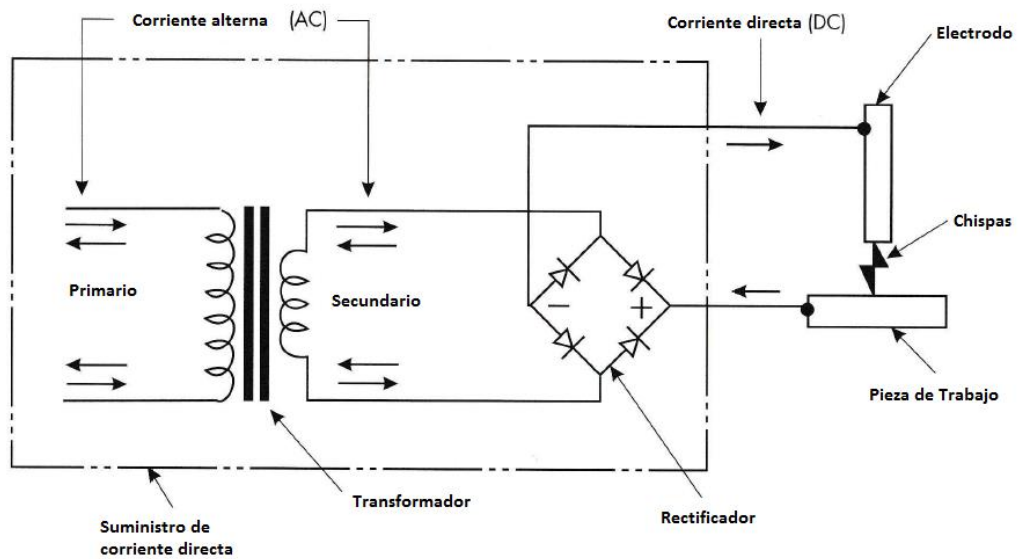 Corriente alterna (AC)
Corriente directa (DC)
Electrodo
Chispas
Primario
Secundario
− +
Pieza de Trabajo
Transformador
Rectificador
Suministro de
corriente directa